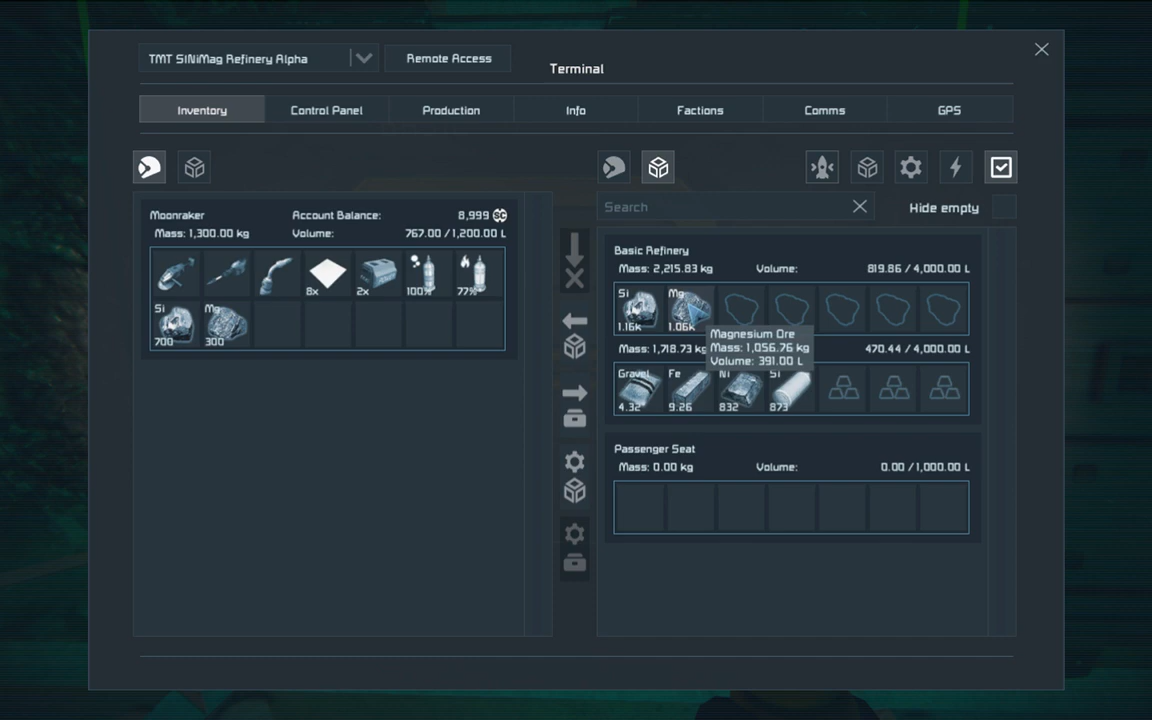 TMT SINiMag Refinery Alpha
Remote Access
Terminal
Inventory
Control Panel
Production
Info
Factions
Comms
GPS
Moonraker
Account Balance: 8,999 SC
Mass: 1,300.00 kg
Volume: 767.00 / 1,200.00 L
8x
2x
100%
77%
Si
700
Mg
300
Search
Hide empty
Basic Refinery
Mass: 2,215.83 kg
Volume: 819.86 / 4,000.00 L
Si
1.16k
Mg
1.06k
Magnesium Ore
Mass: 1,056.76 kg
Volume: 391.00 L
Mass: 1,718.73 kg
470.44 / 4,000.00 L
Gravel
4.32
Fe
9.26
Ni
832
Si
873
Passenger Seat
Mass: 0.00 kg
Volume: 0.00 / 1,000.00 L